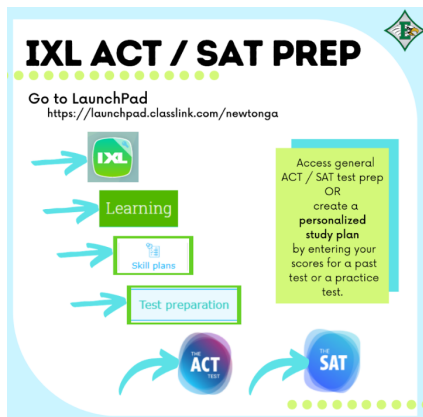 IXL ACT / SAT PREP
E
Go to LaunchPad
https://launchpad.classlink.com/newtonga
IXL
Learning
Skill plans
Test preparation
THE
ACT
TEST
THE
SAT
Access general
ACT / SAT test prep
OR
create a
personalized
study plan
by entering your
scores for a past
test or a practice
test.